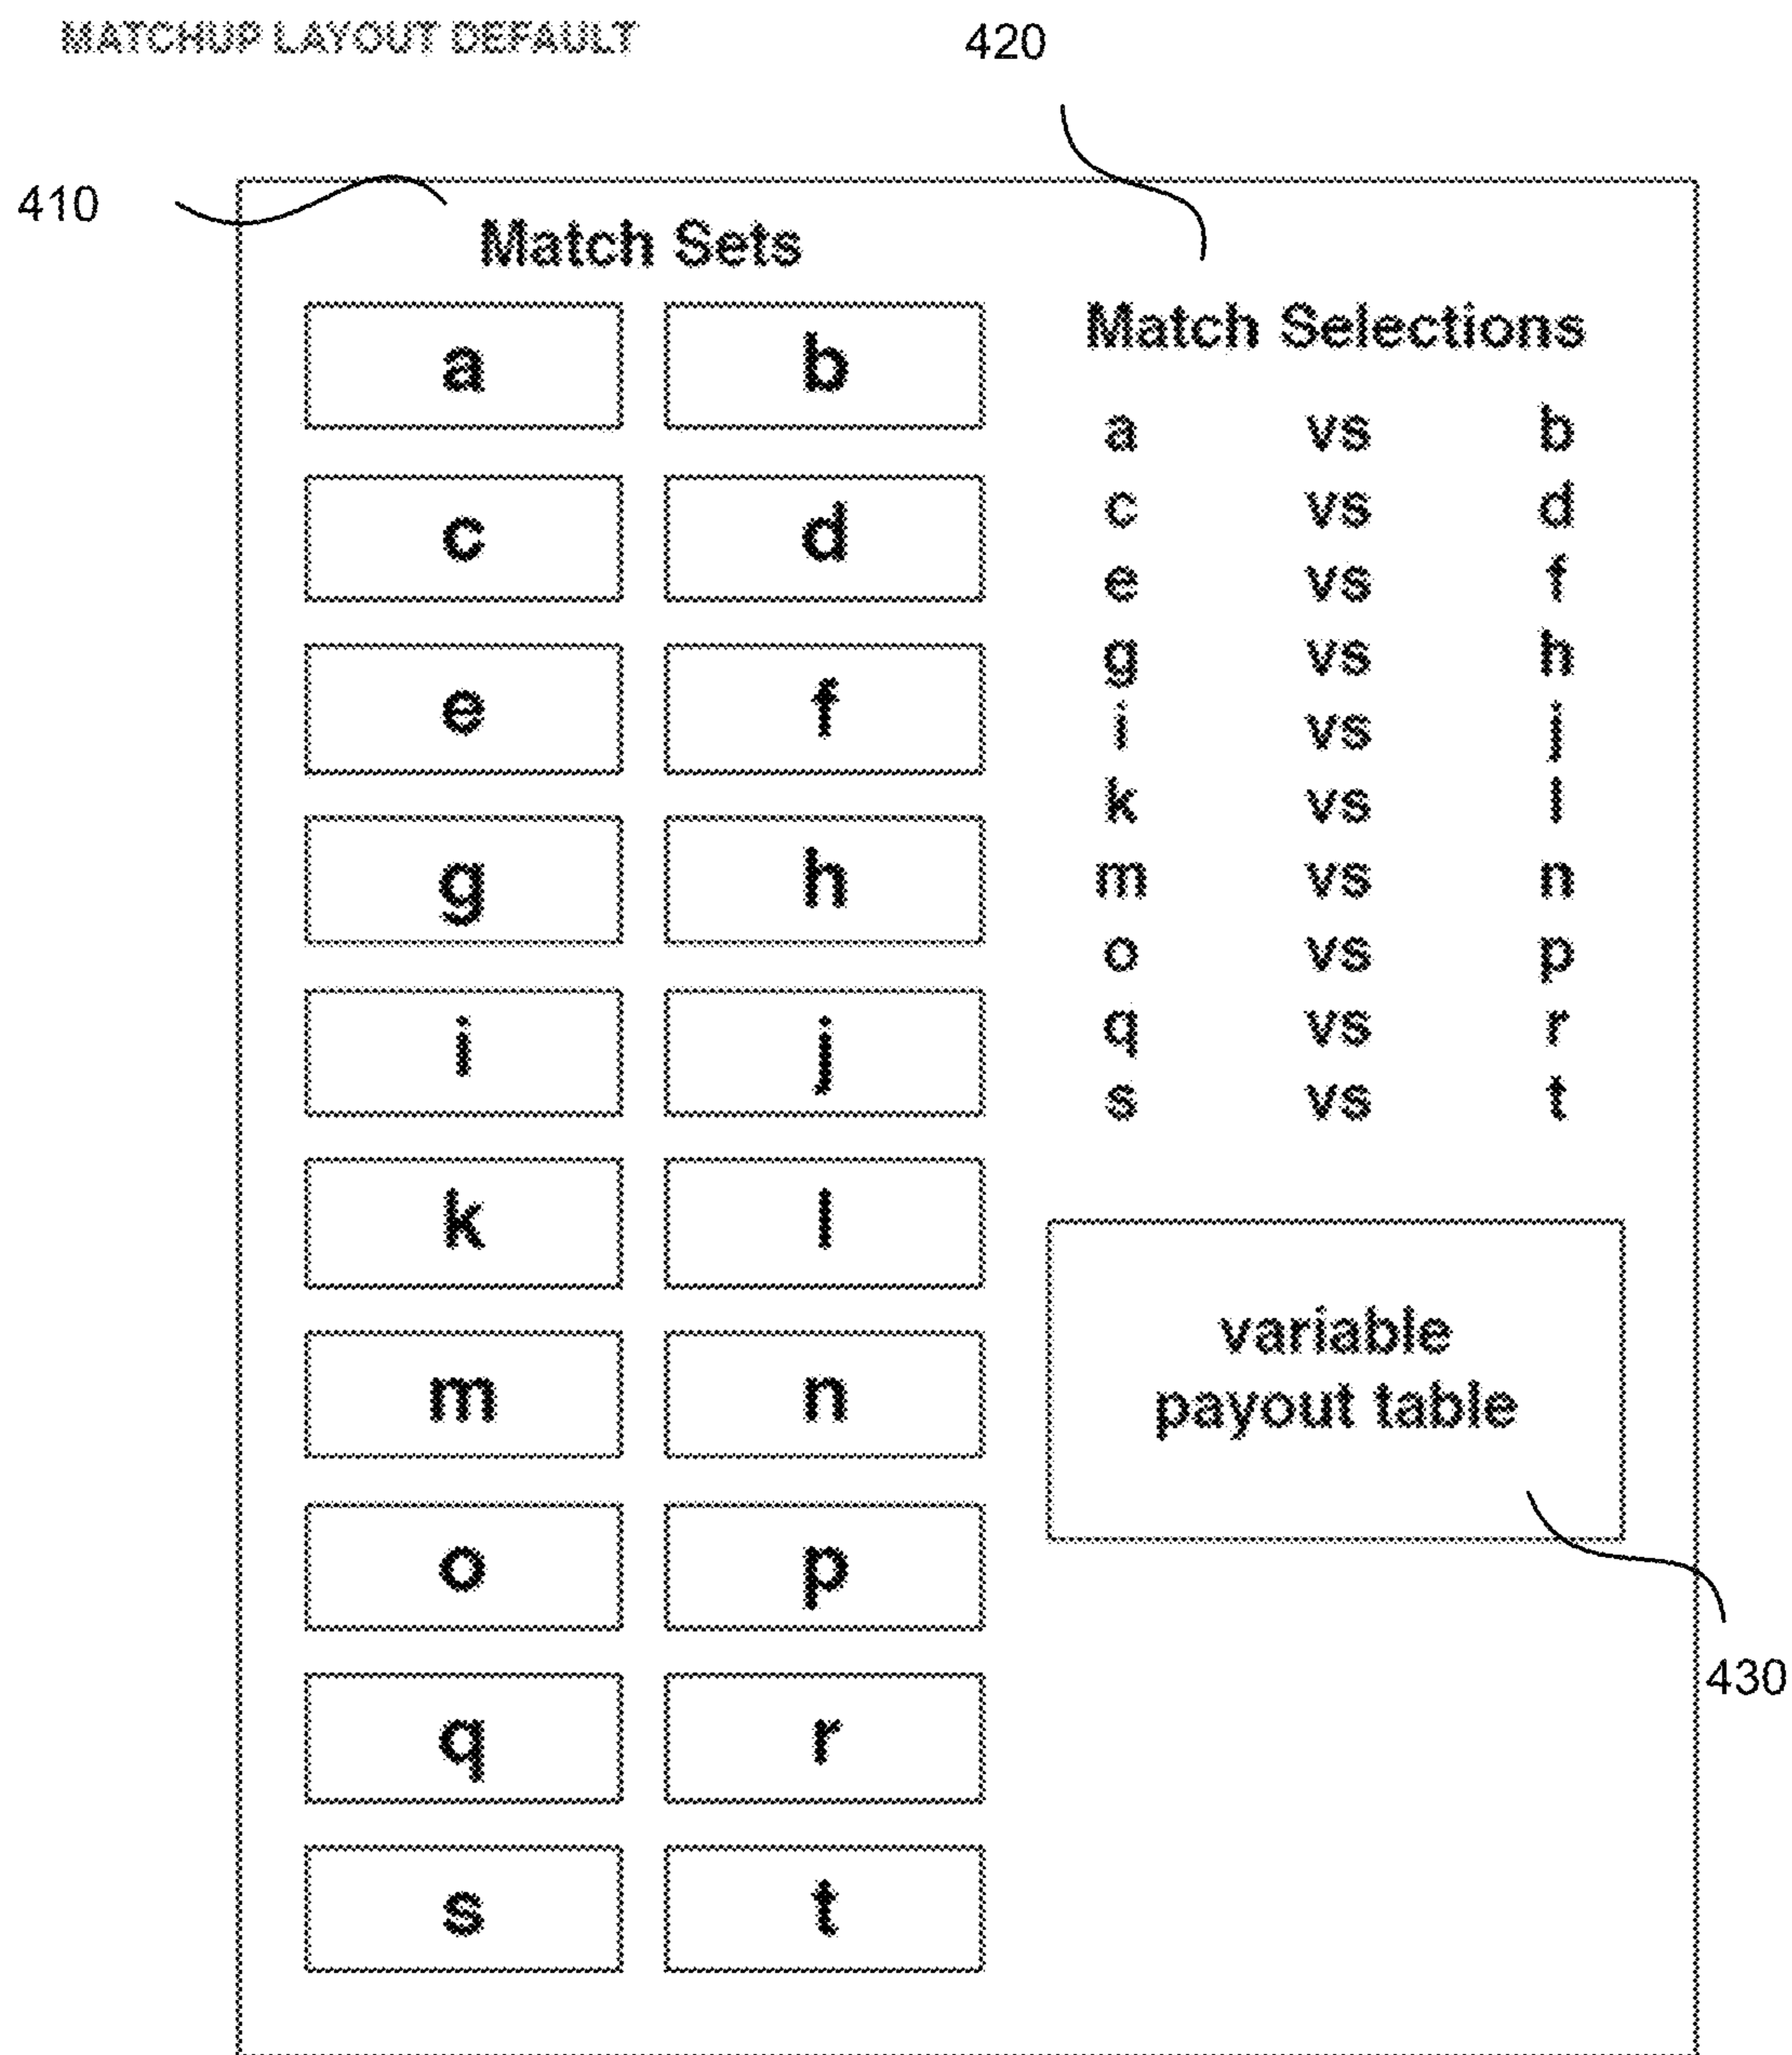 MATCHUP LAYOUT DEFAULT
420
410
Match Sets
Match Selections
a b
c d
e f
g h
i j
k l
m n
o p
q r
s t
a vs b
c vs d
e vs f
g vs h
i vs j
k vs l
m vs n
o vs p
q vs r
s vs t
variable
payout table
430